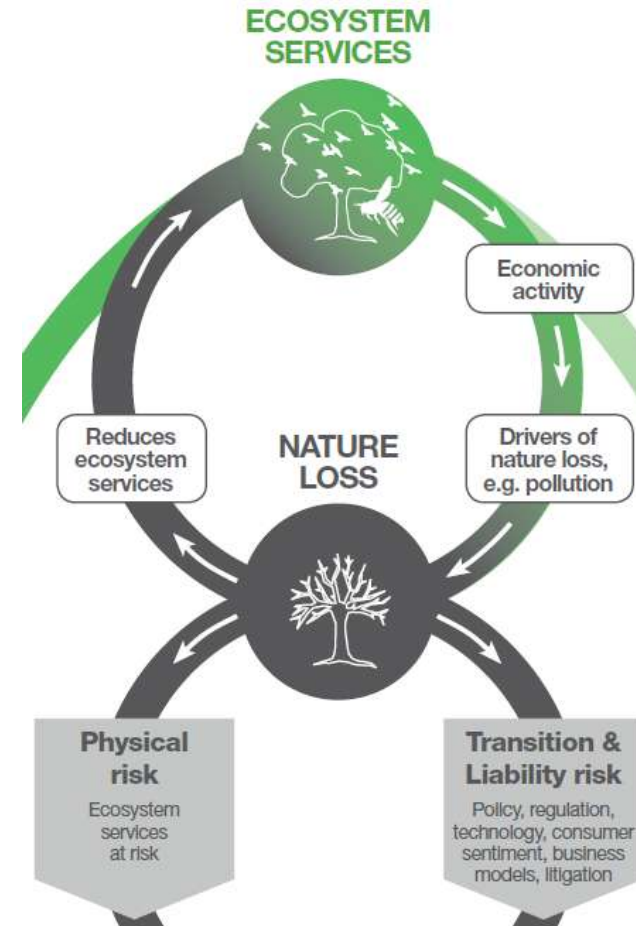 ECOSYSTEM
SERVICES
Economic
activity
Reduces
ecosystem
services
NATURE
LOSS
Drivers of
nature loss,
e.g. pollution
Physical
risk
Ecosystem
services
at risk
Transition &
Liability risk
Policy, regulation,
technology, consumer
sentiment, business
models, litigation